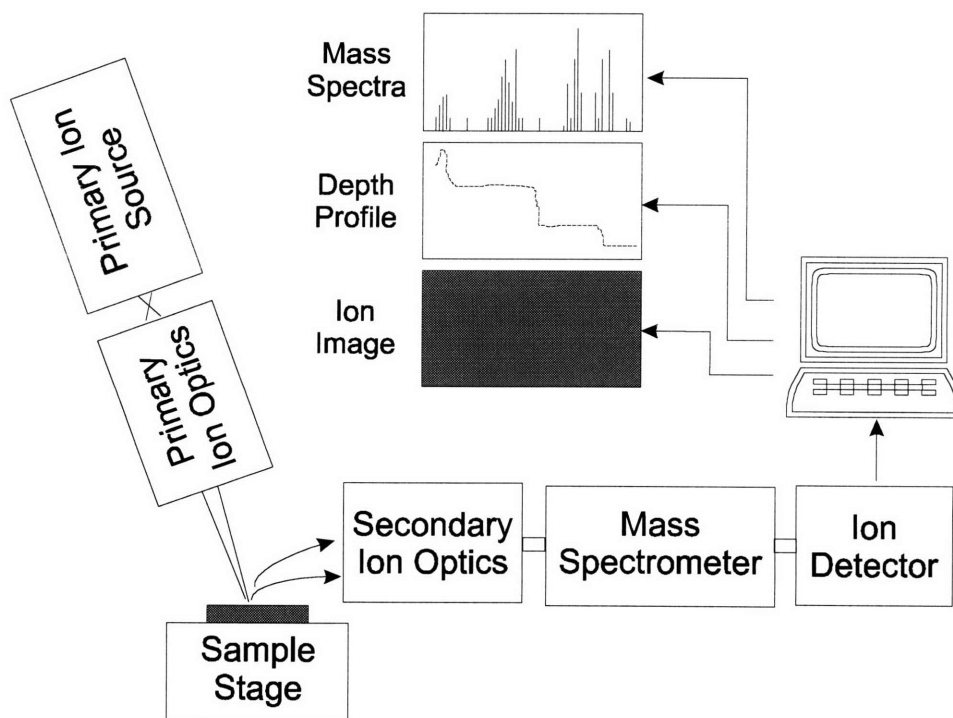 Mass
Spectra
Depth
Profile
Ion
Image
Primary Ion
Source
Primary
Ion Optics
Secondary
Ion Optics
Mass
Spectrometer
Ion
Detector
Sample
Stage